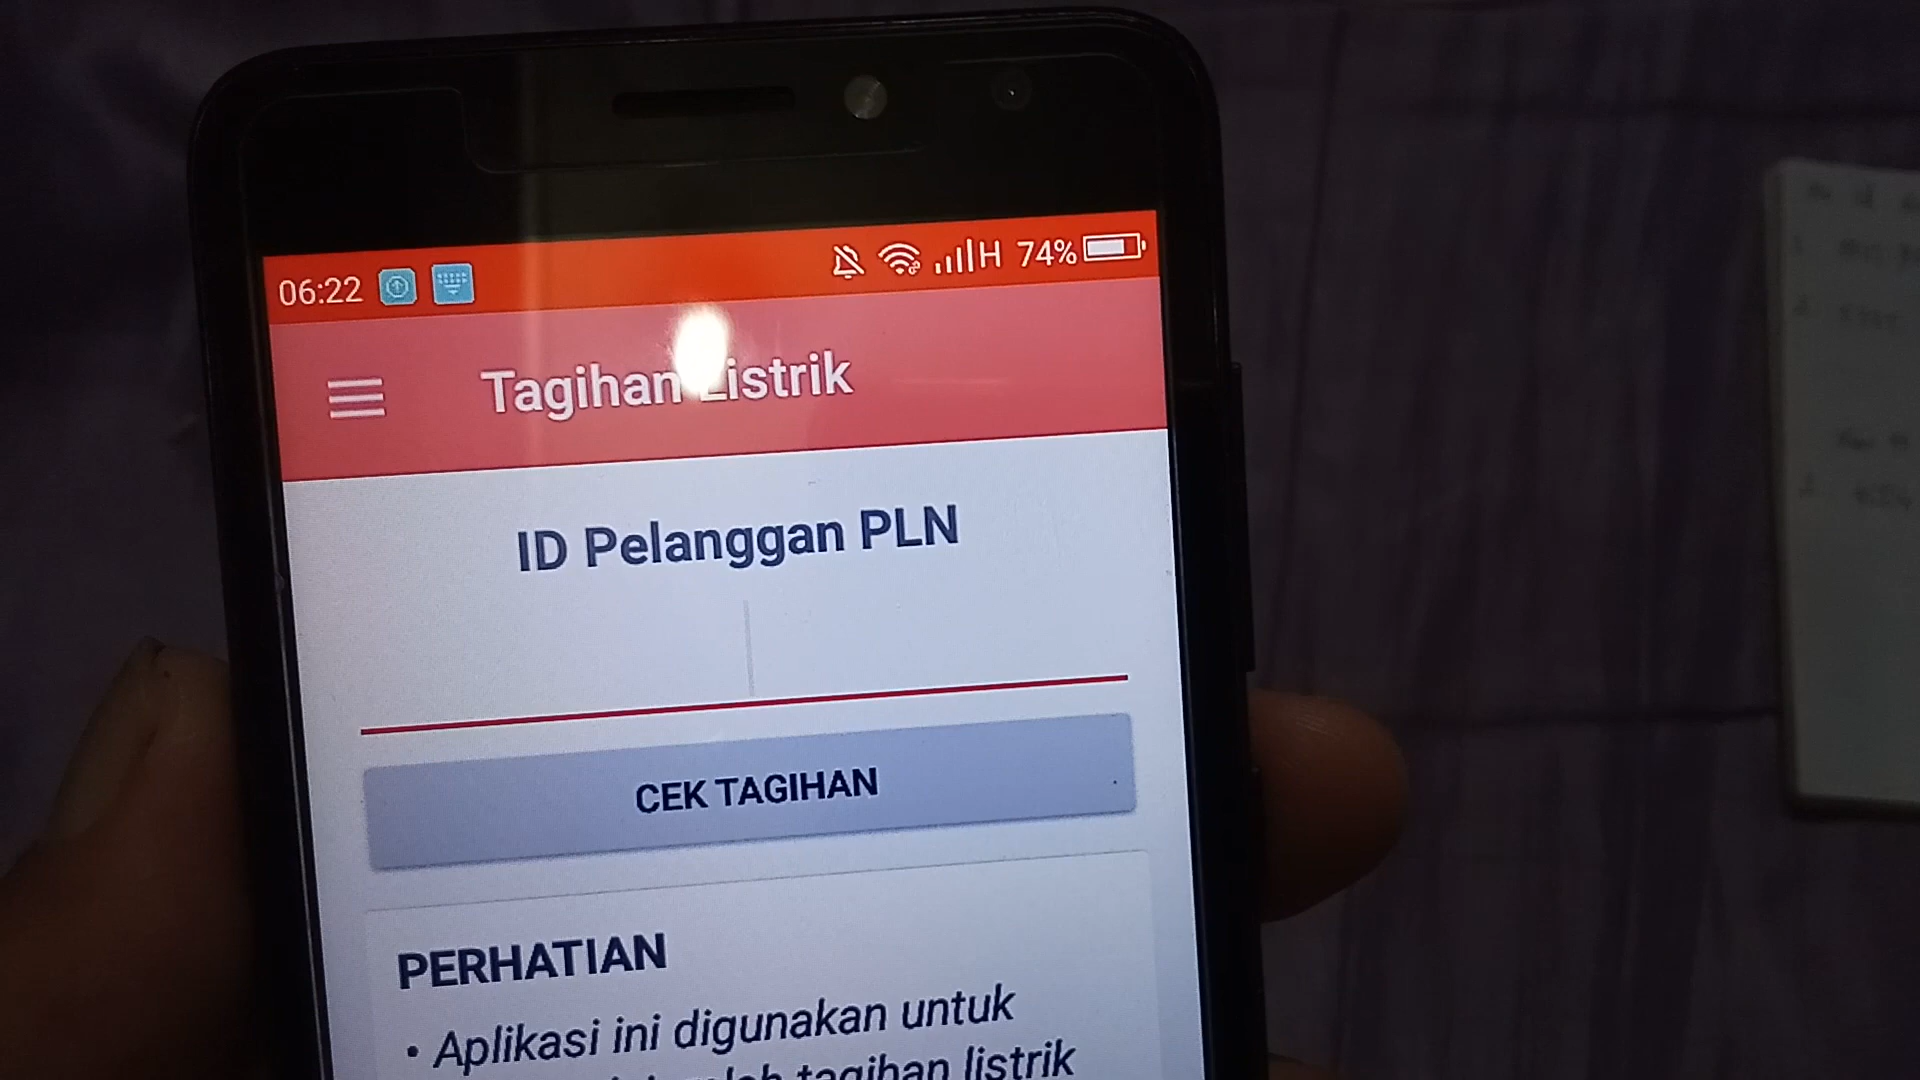 06:22 H 74%
Tagihan Listrik
ID Pelanggan PLN
CEK TAGIHAN
PERHATIAN
• Aplikasi ini digunakan untuk
tagihan listrik